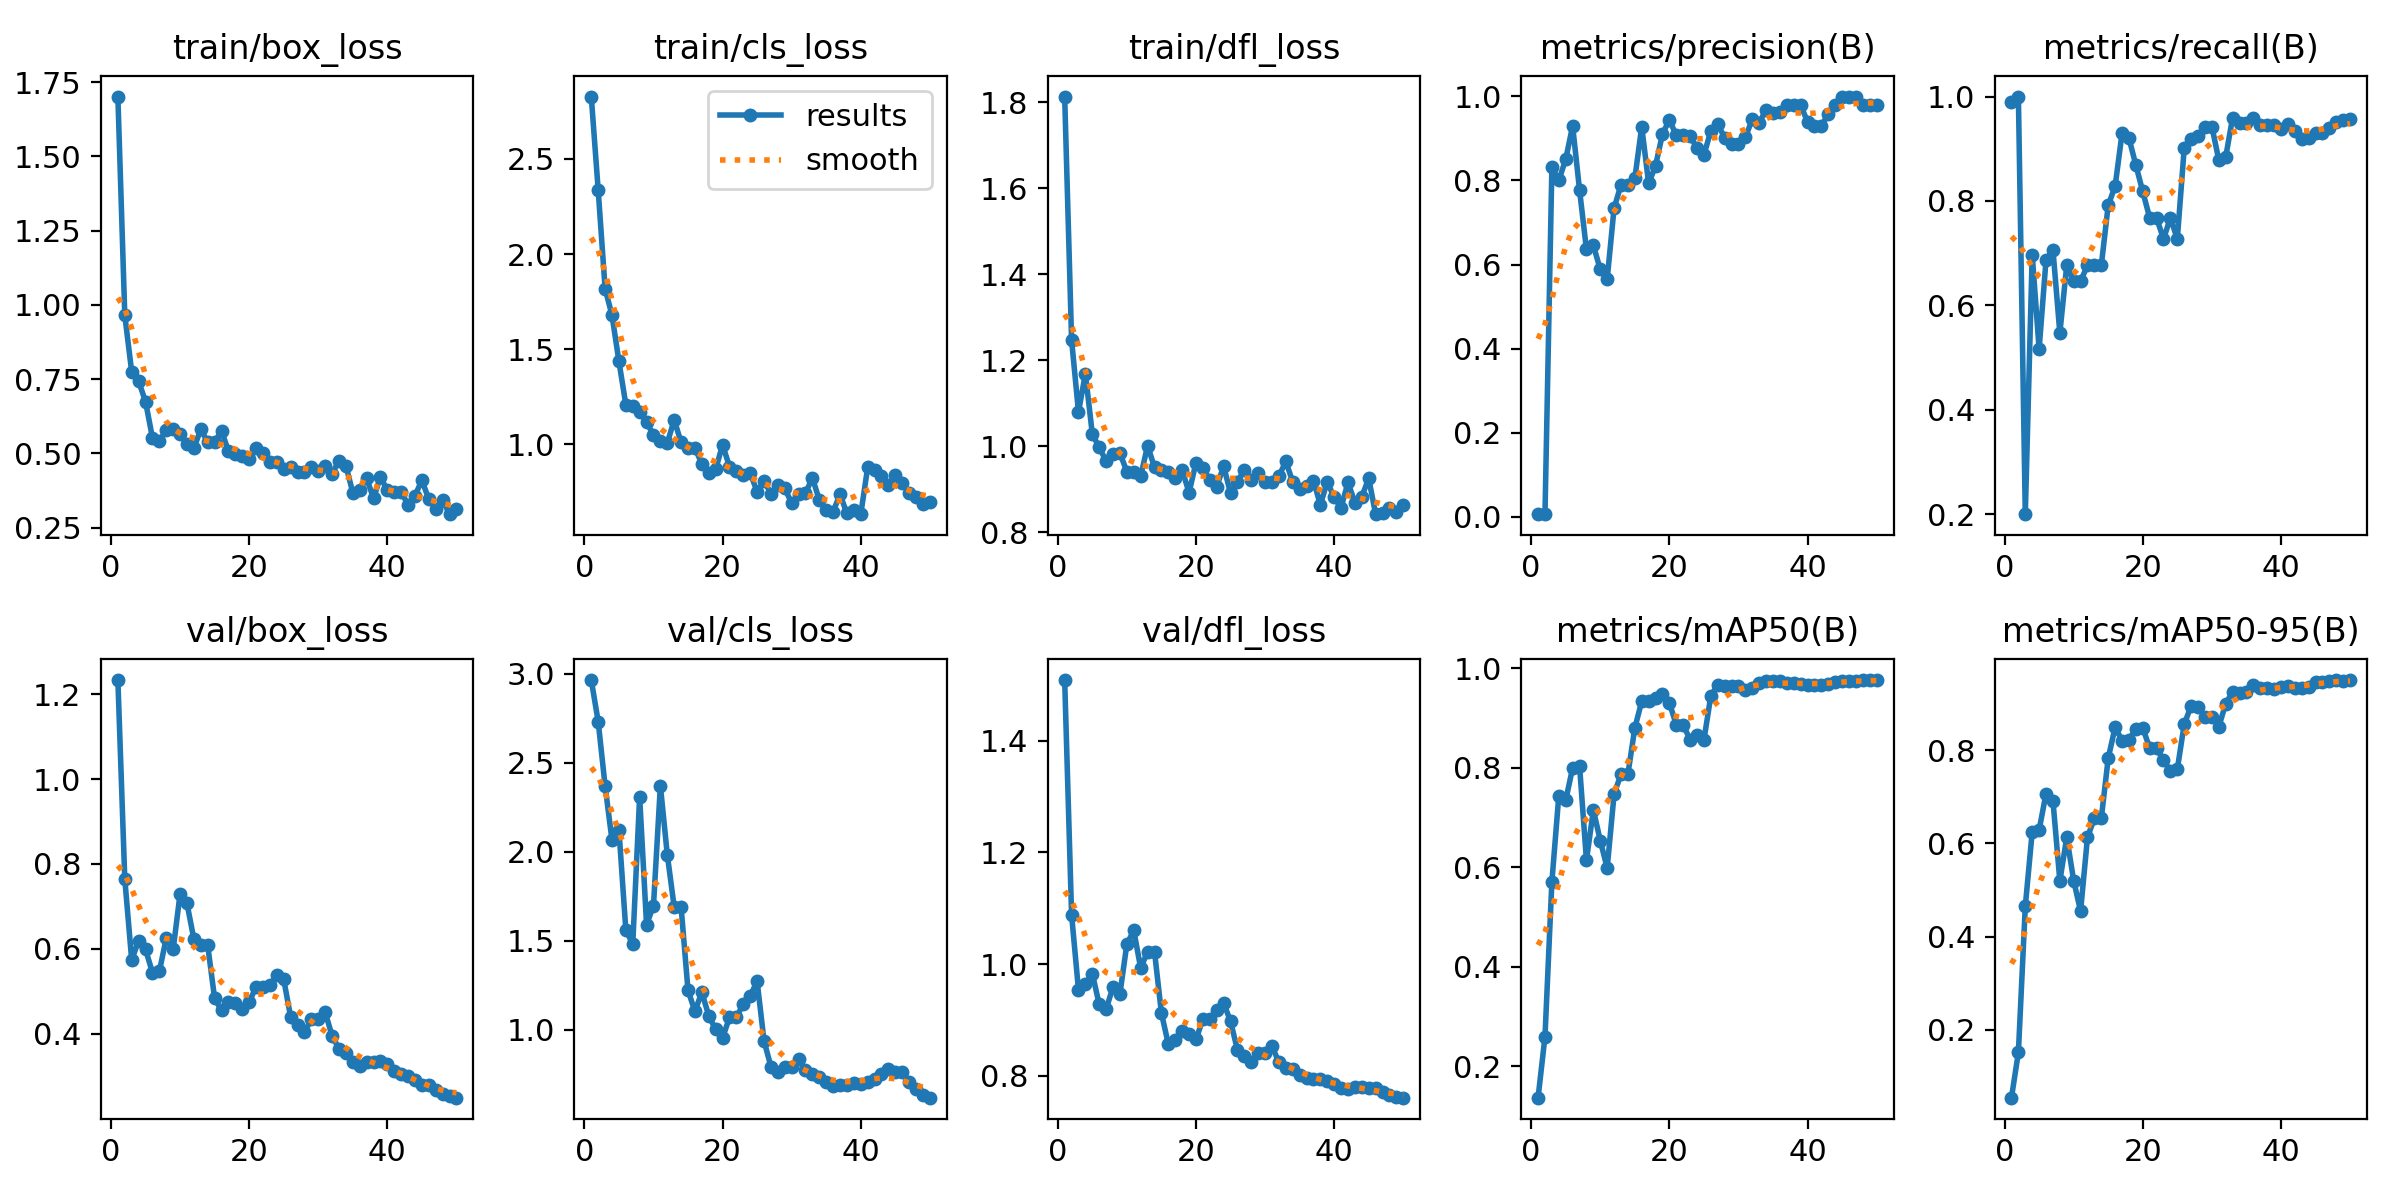 train/box_loss
1.75
1.50
1.25
1.00
0.75
0.50
0.25
0 20 40
train/cls_loss
results
smooth
2.5
2.0
1.5
1.0
0 20 40
train/dfl_loss
1.8
1.6
1.4
1.2
1.0
0.8
0 20 40
metrics/precision(B)
1.0
0.8
0.6
0.4
0.2
0.0
0 20 40
metrics/recall(B)
1.0
0.8
0.6
0.4
0.2
0 20 40
val/box_loss
1.2
1.0
0.8
0.6
0.4
0 20 40
val/cls_loss
3.0
2.5
2.0
1.5
1.0
0 20 40
val/dfl_loss
1.4
1.2
1.0
0.8
0 20 40
metrics/mAP50(B)
1.0
0.8
0.6
0.4
0.2
0 20 40
metrics/mAP50-95(B)
0.8
0.6
0.4
0.2
0 20 40